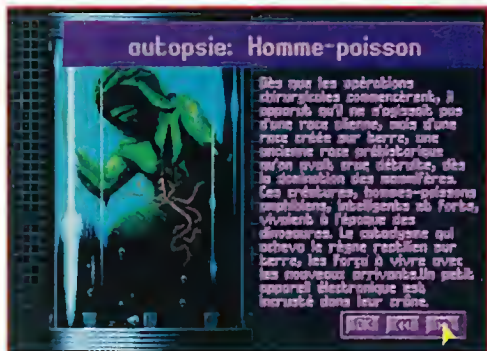 autopsie: Homme-poisson
Dès que les opérations
chirurgicales commencèrent, il
apparut qu'il ne s'agissait pas
d'une race alienne, mais d'une
race créée sur terre, une
ancienne race préhistorique
qu'on avait crue détruite, dès
la domination des mammifères.
Ces créatures, hommes-poissons
amphibiens, intelligents et forts,
vivaient à l'époque des
dinosaures. Le cataclysme qui
acheva le règne reptilien sur
terre, les força à vivre avec
les nouveaux arrivants.Un petit
appareil électronique est
incrusté dans leur crâne.
OK <<